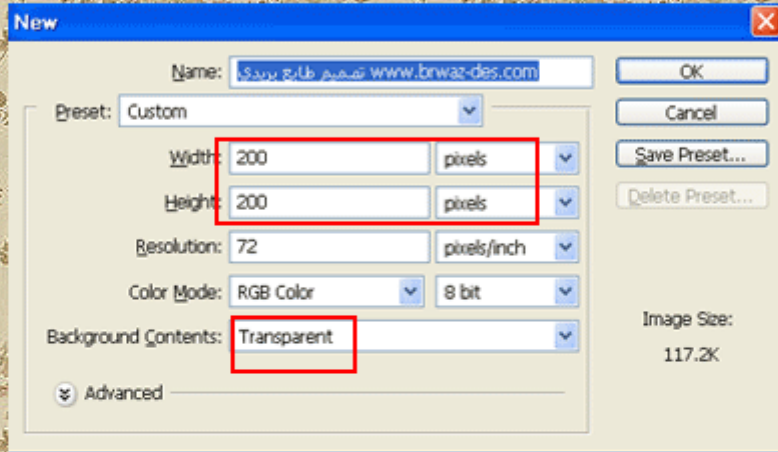 New
Name: تصميم طابع بريدي www.brwaz-des.com
OK
Preset: Custom
Cancel
Width: 200 pixels
Save Preset...
Height: 200 pixels
Delete Preset...
Resolution: 72 pixels/inch
Color Mode: RGB Color 8 bit
Image Size:
Background Contents: Transparent
117.2K
Advanced